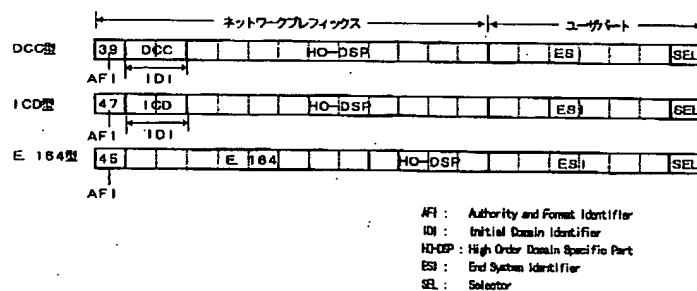 ネットワークプレフィックス ユーザパート
DCC型 39 DCC HO-DSP ESI SEL
AFI IDI
ICD型 47 ICD HO-DSP ESI SEL
AFI IDI
E. 164型 45 E. 164 HO-DSP ESI SEL
AFI
AFI : Authority and Format Identifier
IDI : Initial Domain Identifier
HO-DSP : High Order Domain Specific Part
ESI : End System Identifier
SEL : Selector